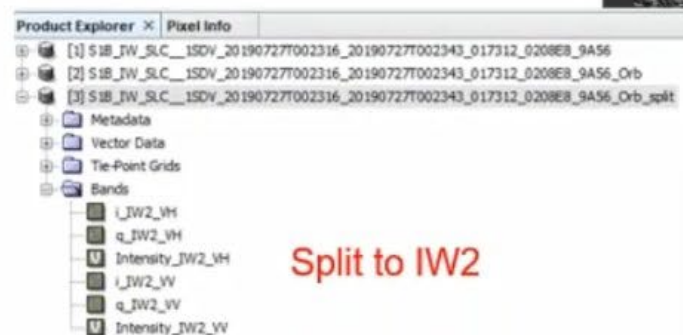 Product Explorer × Pixel Info
[1] S1B_IW_SLC__1SDV_20190727T002316_20190727T002343_017312_0208E8_9A56
[2] S1B_IW_SLC__1SDV_20190727T002316_20190727T002343_017312_0208E8_9A56_Orb
[3] S1B_IW_SLC__1SDV_20190727T002316_20190727T002343_017312_0208E8_9A56_Orb_split
Metadata
Vector Data
Tie-Point Grids
Bands
i_IW2_VH
q_IW2_VH
Intensity_IW2_VH
i_IW2_VV
q_IW2_VV
Intensity_IW2_VV
Split to IW2